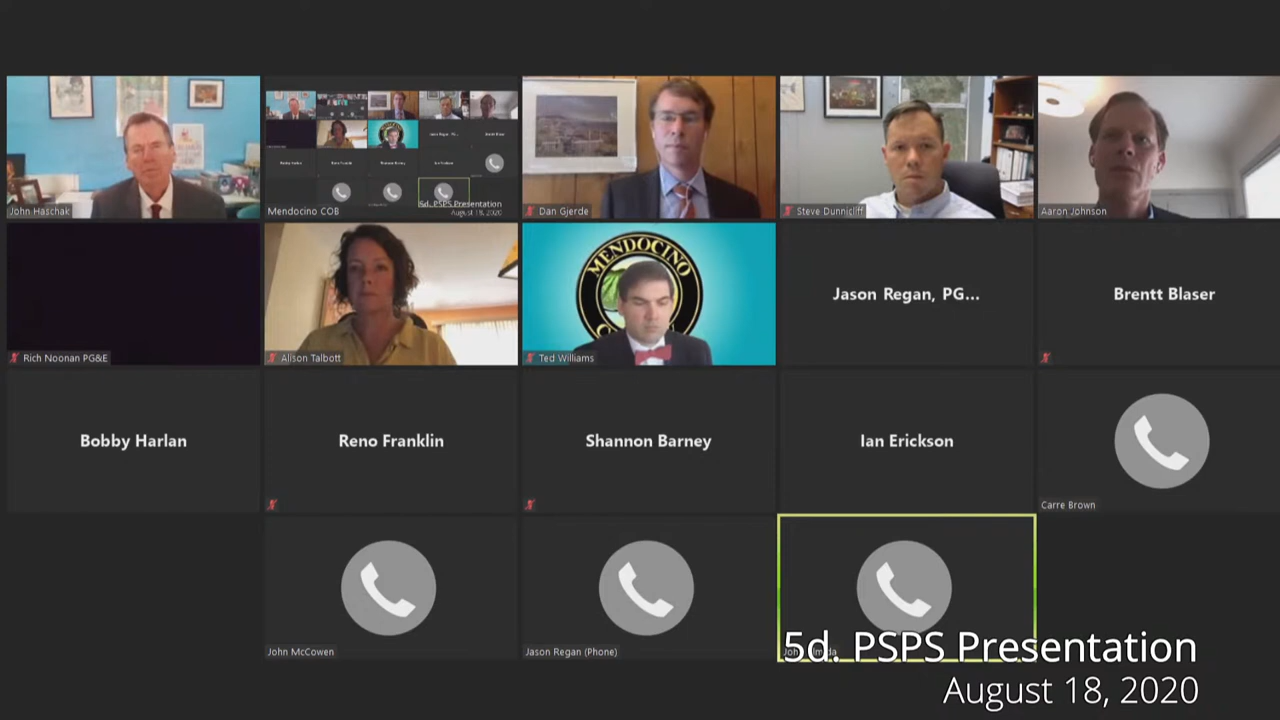 John Haschak
Mendocino COB
5d. PSPS Presentation
August 18, 2020
Dan Gjerde
Steve Dunnicliff
Aaron Johnson
Rich Noonan PG&E
Alison Talbott
MENDOCINO
Ted Williams
Jason Regan, PG...
Brentt Blaser
Bobby Harlan
Reno Franklin
Shannon Barney
Ian Erickson
Carre Brown
John McCowen
Jason Regan (Phone)
5d. PSPS Presentation
August 18, 2020